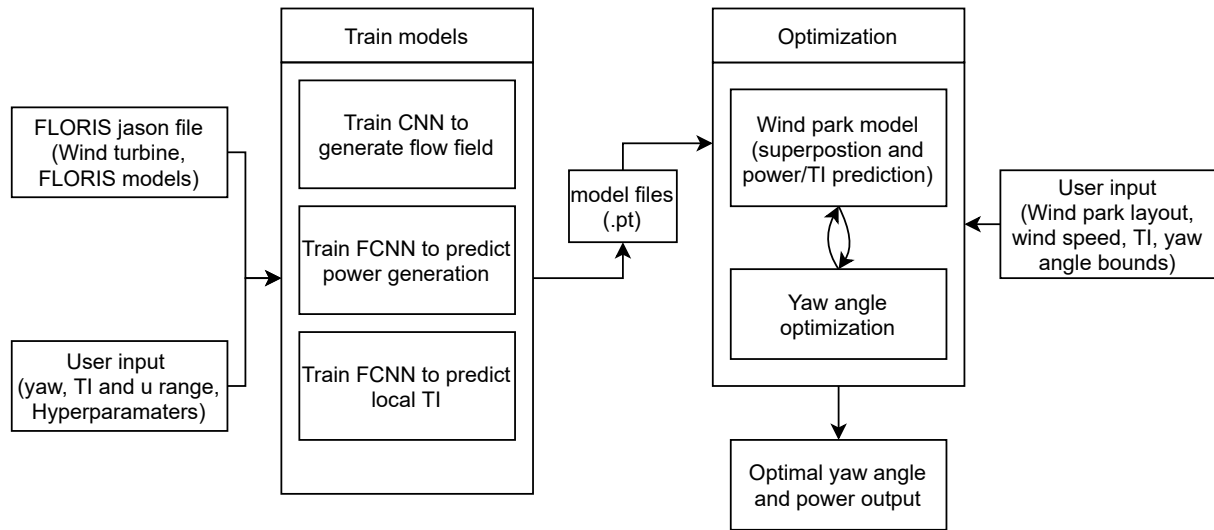 FLORIS jason file
(Wind turbine,
FLORIS models)
User input
(yaw, TI and u range,
Hyperparamaters)
Train models
Train CNN to
generate flow field
Train FCNN to predict
power generation
Train FCNN to predict
local TI
model files
(.pt)
Optimization
Wind park model
(superpostion and
power/TI prediction)
Yaw angle
optimization
User input
(Wind park layout,
wind speed, TI, yaw
angle bounds)
Optimal yaw angle
and power output